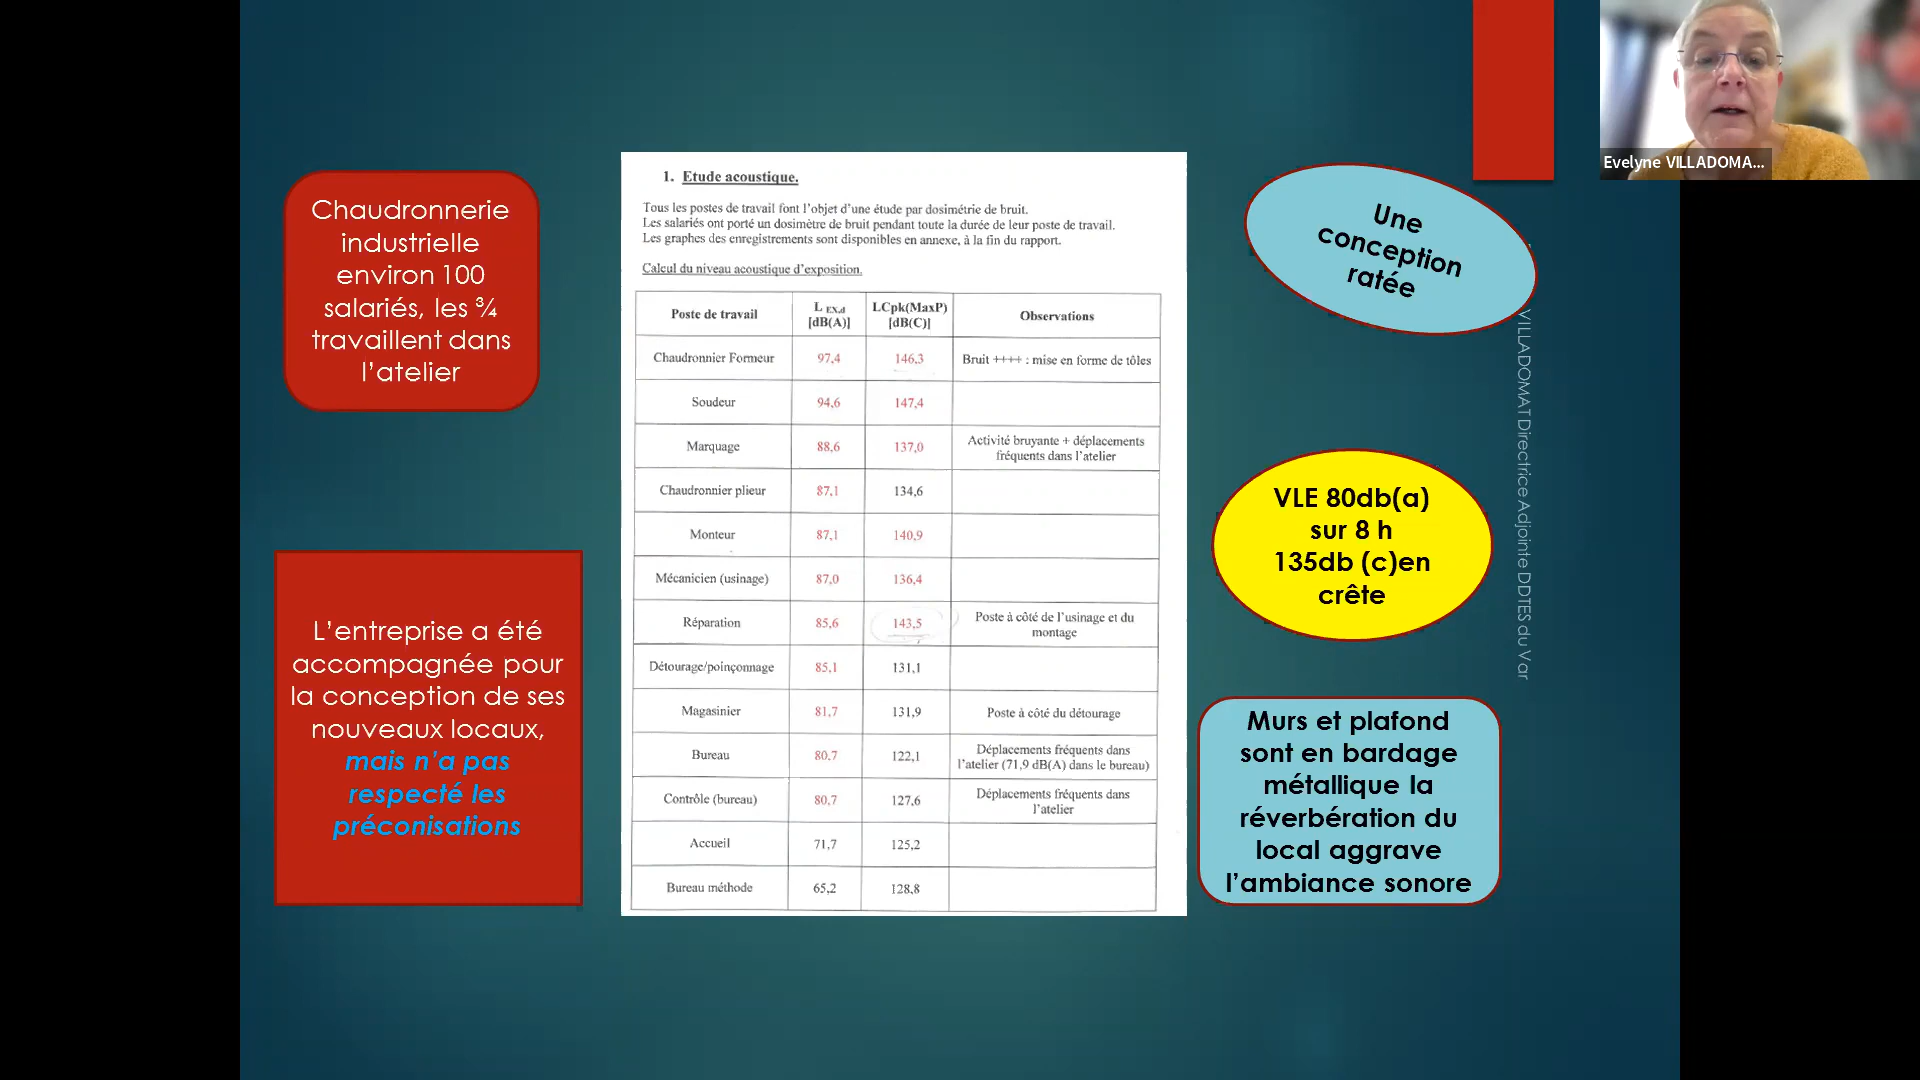 Chaudronnerie
industrielle
environ 100
salariés, les ¾
travaillent dans
l’atelier
L’entreprise a été
accompagnée pour
la conception de ses
nouveaux locaux,
mais n’a pas
respecté les
préconisations
1. Etude acoustique.
Tous les postes de travail font l’objet d’une étude par dosimétrie de bruit.
Les salariés ont porté un dosimètre de bruit pendant toute la durée de leur poste de travail.
Les graphes des enregistrements sont disponibles en annexe, à la fin du rapport.
Calcul du niveau acoustique d’exposition.
Poste de travail L EX,d [dB(A)] LCpk(MaxP) [dB(C)] Observations
Chaudronnier Formeur 97,4 146,3 Bruit ++++ : mise en forme de tôles
Soudeur 94,6 147,4
Marquage 88,6 137,0 Activité bruyante + déplacements
fréquents dans l’atelier
Chaudronnier plieur 87,1 134,6
Monteur 87,1 140,9
Mécanicien (usinage) 87,0 136,4
Réparation 85,6 143,5 Poste à côté de l’usinage et du
montage
Détourage/poinçonnage 85,1 131,1
Magasinier 81,7 131,9 Poste à côté du détourage
Bureau 80,7 122,1 Déplacements fréquents dans
l’atelier (71,9 dB(A) dans le bureau)
Contrôle (bureau) 80,7 127,6 Déplacements fréquents dans
l’atelier
Accueil 71,7 125,2
Bureau méthode 65,2 128,8
Une
conception
ratée
VLE 80db(a)
sur 8 h
135db (c)en
crête
Murs et plafond
sont en bardage
métallique la
réverbération du
local aggrave
l’ambiance sonore
VILLADOMAT Directrice Adjointe DDTES du Var
Evelyne VILLADOMA...